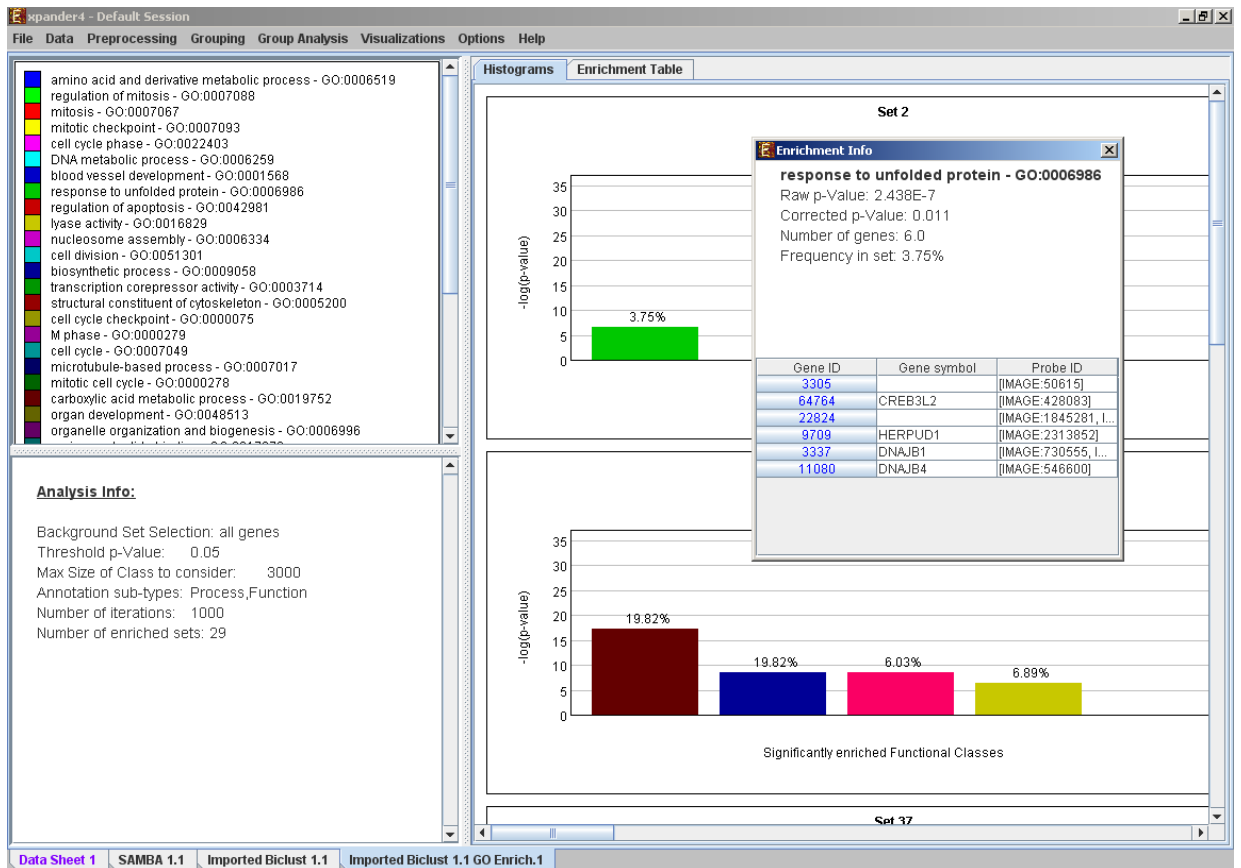 xpander4 - Default Session
File Data Preprocessing Grouping Group Analysis Visualizations Options Help
amino acid and derivative metabolic process - GO:0006519
regulation of mitosis - GO:0007088
mitosis - GO:0007067
mitotic checkpoint - GO:0007093
cell cycle phase - GO:0022403
DNA metabolic process - GO:0006259
blood vessel development - GO:0001568
response to unfolded protein - GO:0006986
regulation of apoptosis - GO:0042981
lyase activity - GO:0016829
nucleosome assembly - GO:0006334
cell division - GO:0051301
biosynthetic process - GO:0009058
transcription corepressor activity - GO:0003714
structural constituent of cytoskeleton - GO:0005200
cell cycle checkpoint - GO:0000075
M phase - GO:0000279
cell cycle - GO:0007049
microtubule-based process - GO:0007017
mitotic cell cycle - GO:0000278
carboxylic acid metabolic process - GO:0019752
organ development - GO:0048513
organelle organization and biogenesis - GO:0006996
Analysis Info:
Background Set Selection: all genes
Threshold p-Value: 0.05
Max Size of Class to consider: 3000
Annotation sub-types: Process,Function
Number of iterations: 1000
Number of enriched sets: 29
Histograms Enrichment Table
Set 2
-log(p-value)
35
30
25
20
15
10
5
0
3.75%
Enrichment Info
response to unfolded protein - GO:0006986
Raw p-Value: 2.438E-7
Corrected p-Value: 0.011
Number of genes: 6.0
Frequency in set: 3.75%
Gene ID Gene symbol Probe ID
3305 [IMAGE:50615]
64764 CREB3L2 [IMAGE:428083]
22824 [IMAGE:1845281, I...
9709 HERPUD1 [IMAGE:2313852]
3337 DNAJB1 [IMAGE:730555, I...
11080 DNAJB4 [IMAGE:546600]
-log(p-value)
35
30
25
20
15
10
5
0
19.82% 19.82% 6.03% 6.89%
Significantly enriched Functional Classes
Set 37
Data Sheet 1 SAMBA 1.1 Imported Biclust 1.1 Imported Biclust 1.1 GO Enrich.1